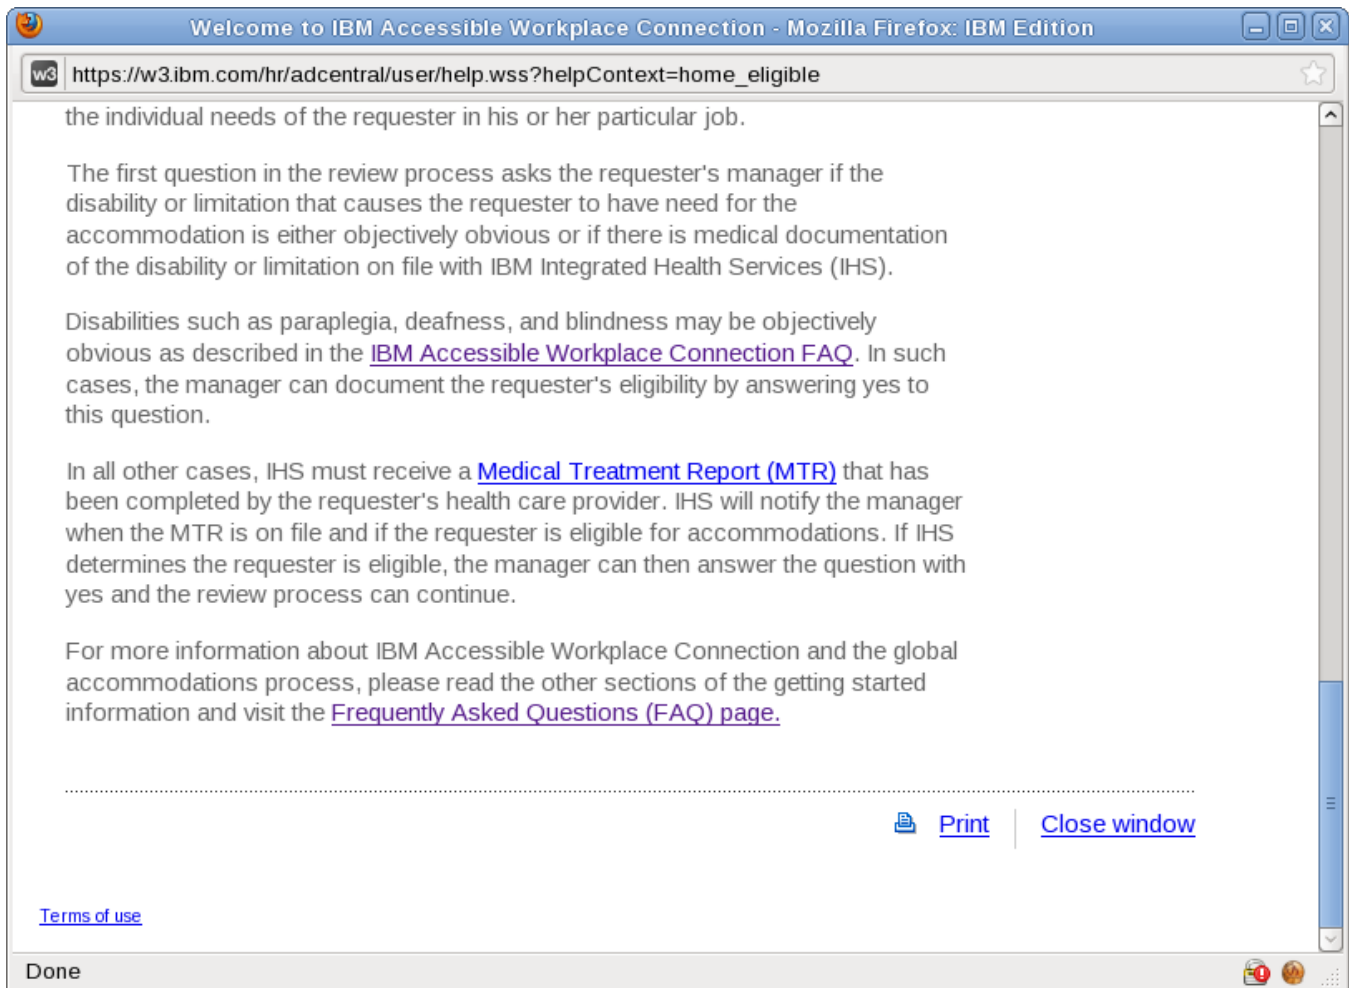 Welcome to IBM Accessible Workplace Connection - Mozilla Firefox: IBM Edition
w3 https://w3.ibm.com/hr/adcentral/user/help.wss?helpContext=home_eligible
the individual needs of the requester in his or her particular job.
The first question in the review process asks the requester's manager if the
disability or limitation that causes the requester to have need for the
accommodation is either objectively obvious or if there is medical documentation
of the disability or limitation on file with IBM Integrated Health Services (IHS).
Disabilities such as paraplegia, deafness, and blindness may be objectively
obvious as described in the IBM Accessible Workplace Connection FAQ. In such
cases, the manager can document the requester's eligibility by answering yes to
this question.
In all other cases, IHS must receive a Medical Treatment Report (MTR) that has
been completed by the requester's health care provider. IHS will notify the manager
when the MTR is on file and if the requester is eligible for accommodations. If IHS
determines the requester is eligible, the manager can then answer the question with
yes and the review process can continue.
For more information about IBM Accessible Workplace Connection and the global
accommodations process, please read the other sections of the getting started
information and visit the Frequently Asked Questions (FAQ) page.
Print Close window
Terms of use
Done